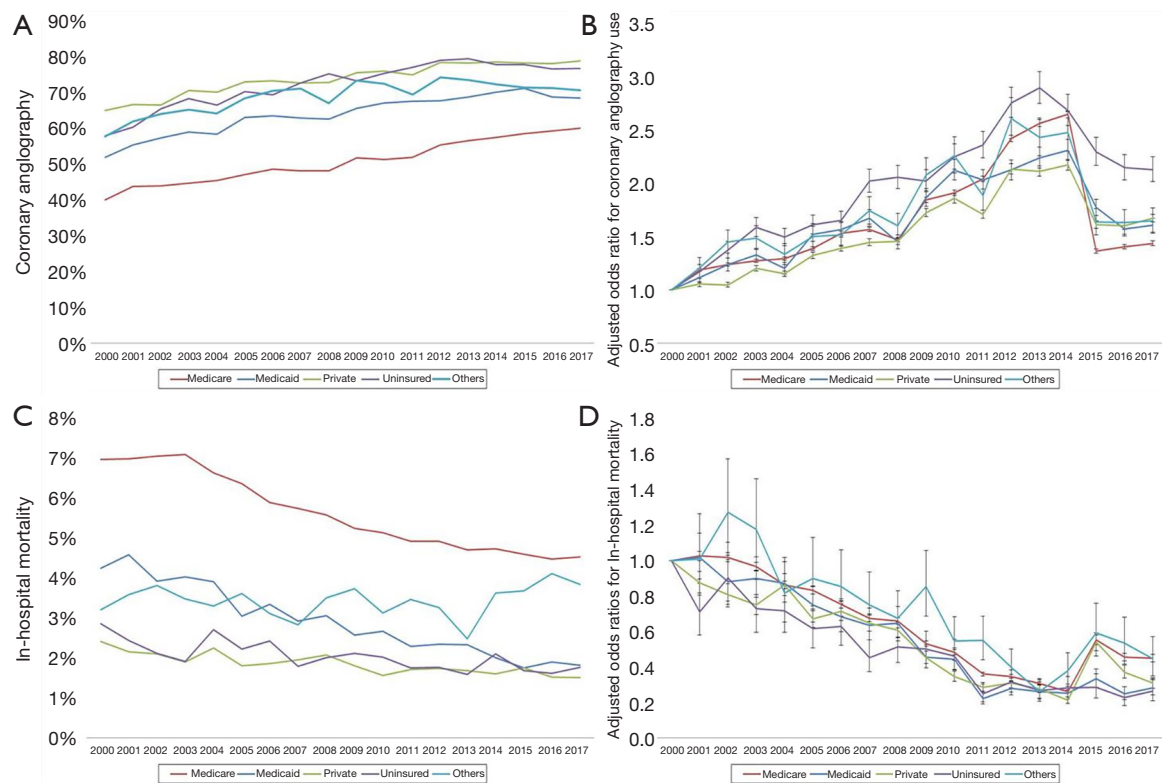 A
Coronary angiography
90%
80%
70%
60%
50%
40%
30%
20%
10%
0%
2000 2001 2002 2003 2004 2005 2006 2007 2008 2009 2010 2011 2012 2013 2014 2015 2016 2017
Medicare Medicaid Private Uninsured Others
B
Adjusted odds ratio for coronary angiography use
3.5
3.0
2.5
2.0
1.5
1.0
0.5
2000 2001 2002 2003 2004 2005 2006 2007 2008 2009 2010 2011 2012 2013 2014 2015 2016 2017
Medicare Medicaid Private Uninsured Others
C
In-hospital mortality
8%
7%
6%
5%
4%
3%
2%
1%
0%
2000 2001 2002 2003 2004 2005 2006 2007 2008 2009 2010 2011 2012 2013 2014 2015 2016 2017
Medicare Medicaid Private Uninsured Others
D
Adjusted odds ratios for In-hospital mortality
1.8
1.6
1.4
1.2
1.0
0.8
0.6
0.4
0.2
0.0
2000 2001 2002 2003 2004 2005 2006 2007 2008 2009 2010 2011 2012 2013 2014 2015 2016 2017
Medicare Medicaid Private Uninsured Others